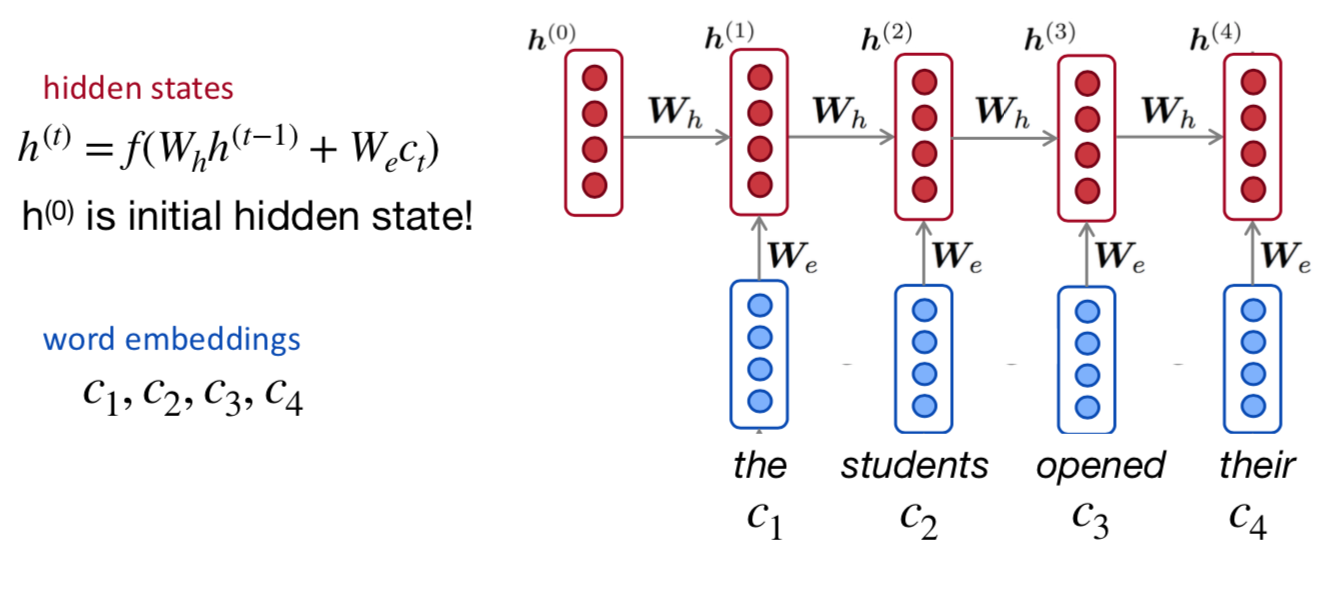 hidden states
h^(t) = f(W_h h^(t−1) + W_e c_t)
h^(0) is initial hidden state!
word embeddings
c_1, c_2, c_3, c_4
h^(0) h^(1) h^(2) h^(3) h^(4)
W_h W_h W_h W_h
W_e W_e W_e W_e
the students opened their
c_1 c_2 c_3 c_4